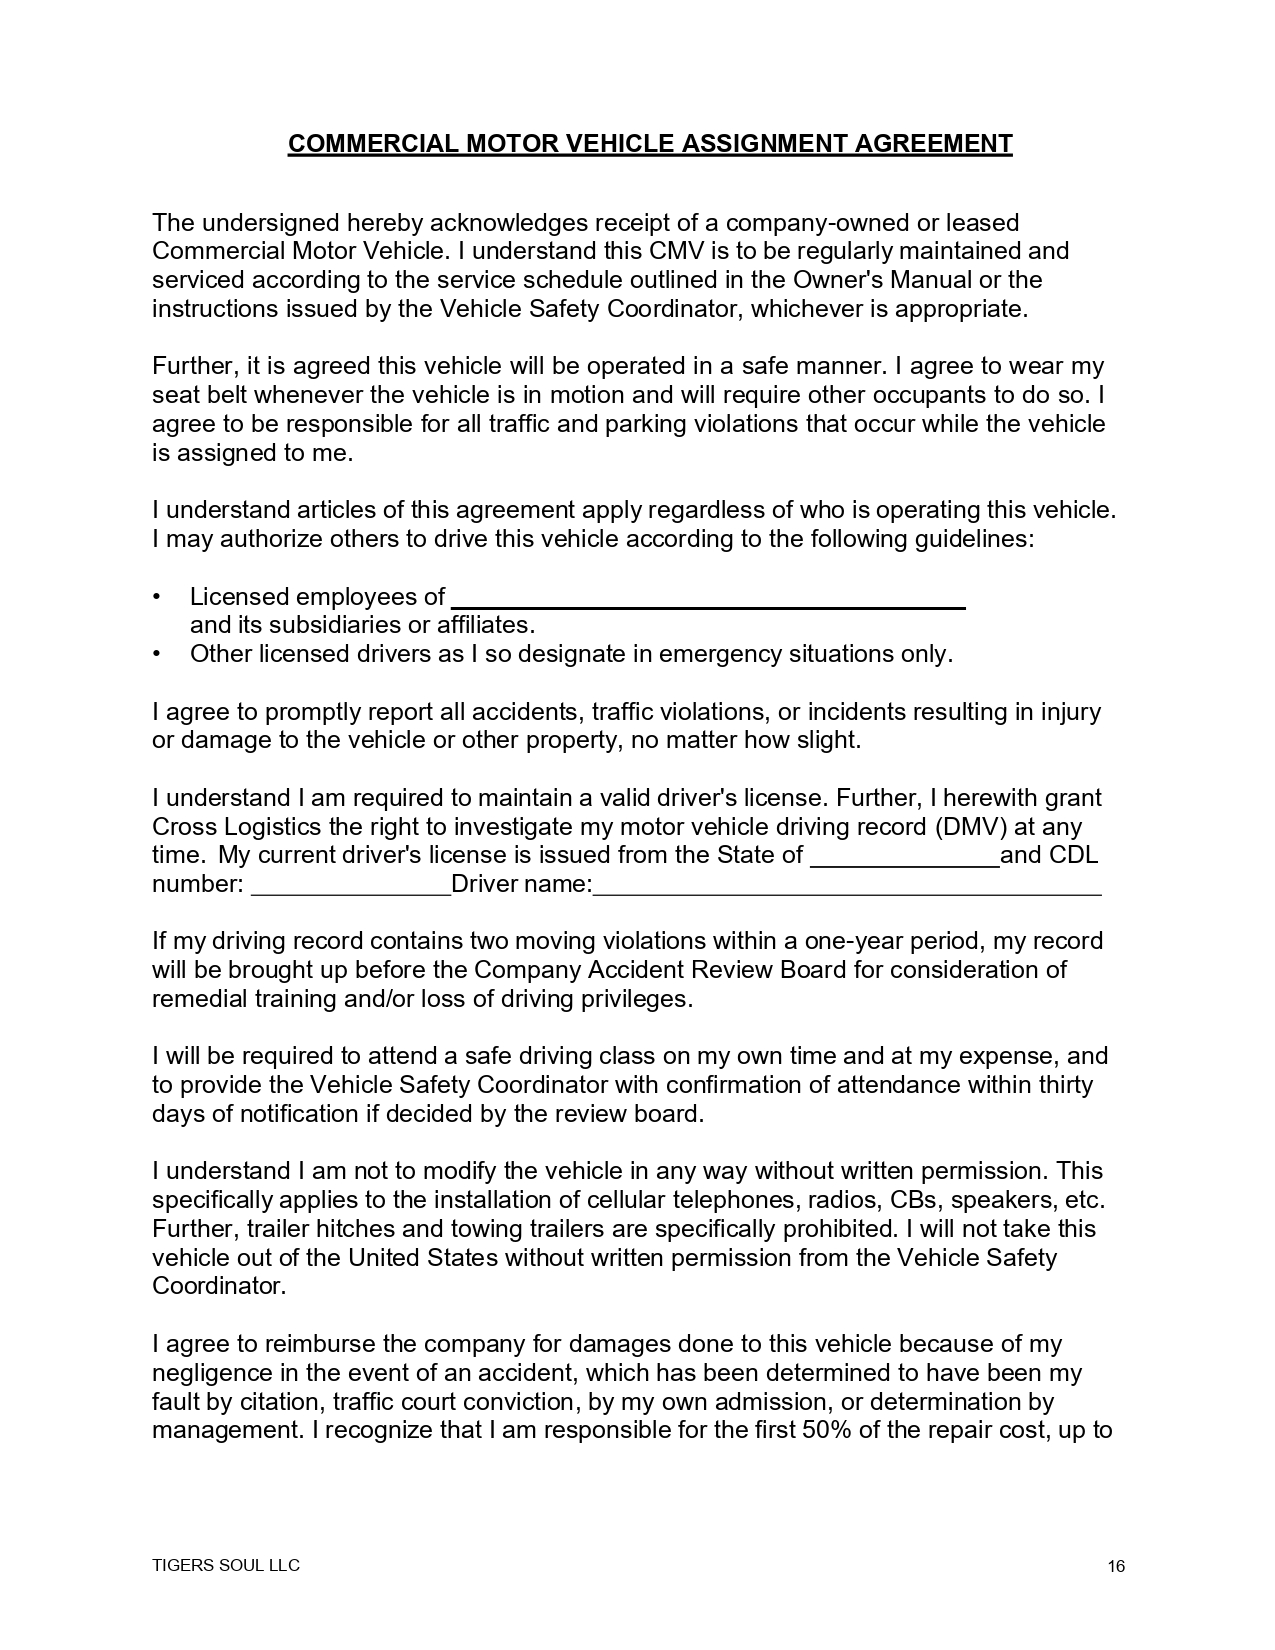 COMMERCIAL MOTOR VEHICLE ASSIGNMENT AGREEMENT
The undersigned hereby acknowledges receipt of a company-owned or leased
Commercial Motor Vehicle. I understand this CMV is to be regularly maintained and
serviced according to the service schedule outlined in the Owner's Manual or the
instructions issued by the Vehicle Safety Coordinator, whichever is appropriate.
Further, it is agreed this vehicle will be operated in a safe manner. I agree to wear my
seat belt whenever the vehicle is in motion and will require other occupants to do so. I
agree to be responsible for all traffic and parking violations that occur while the vehicle
is assigned to me.
I understand articles of this agreement apply regardless of who is operating this vehicle.
I may authorize others to drive this vehicle according to the following guidelines:
• Licensed employees of ______________________________________
and its subsidiaries or affiliates.
• Other licensed drivers as I so designate in emergency situations only.
I agree to promptly report all accidents, traffic violations, or incidents resulting in injury
or damage to the vehicle or other property, no matter how slight.
I understand I am required to maintain a valid driver's license. Further, I herewith grant
Cross Logistics the right to investigate my motor vehicle driving record (DMV) at any
time. My current driver's license is issued from the State of ______________and CDL
number: _______________Driver name:______________________________________
If my driving record contains two moving violations within a one-year period, my record
will be brought up before the Company Accident Review Board for consideration of
remedial training and/or loss of driving privileges.
I will be required to attend a safe driving class on my own time and at my expense, and
to provide the Vehicle Safety Coordinator with confirmation of attendance within thirty
days of notification if decided by the review board.
I understand I am not to modify the vehicle in any way without written permission. This
specifically applies to the installation of cellular telephones, radios, CBs, speakers, etc.
Further, trailer hitches and towing trailers are specifically prohibited. I will not take this
vehicle out of the United States without written permission from the Vehicle Safety
Coordinator.
I agree to reimburse the company for damages done to this vehicle because of my
negligence in the event of an accident, which has been determined to have been my
fault by citation, traffic court conviction, by my own admission, or determination by
management. I recognize that I am responsible for the first 50% of the repair cost, up to
TIGERS SOUL LLC 16